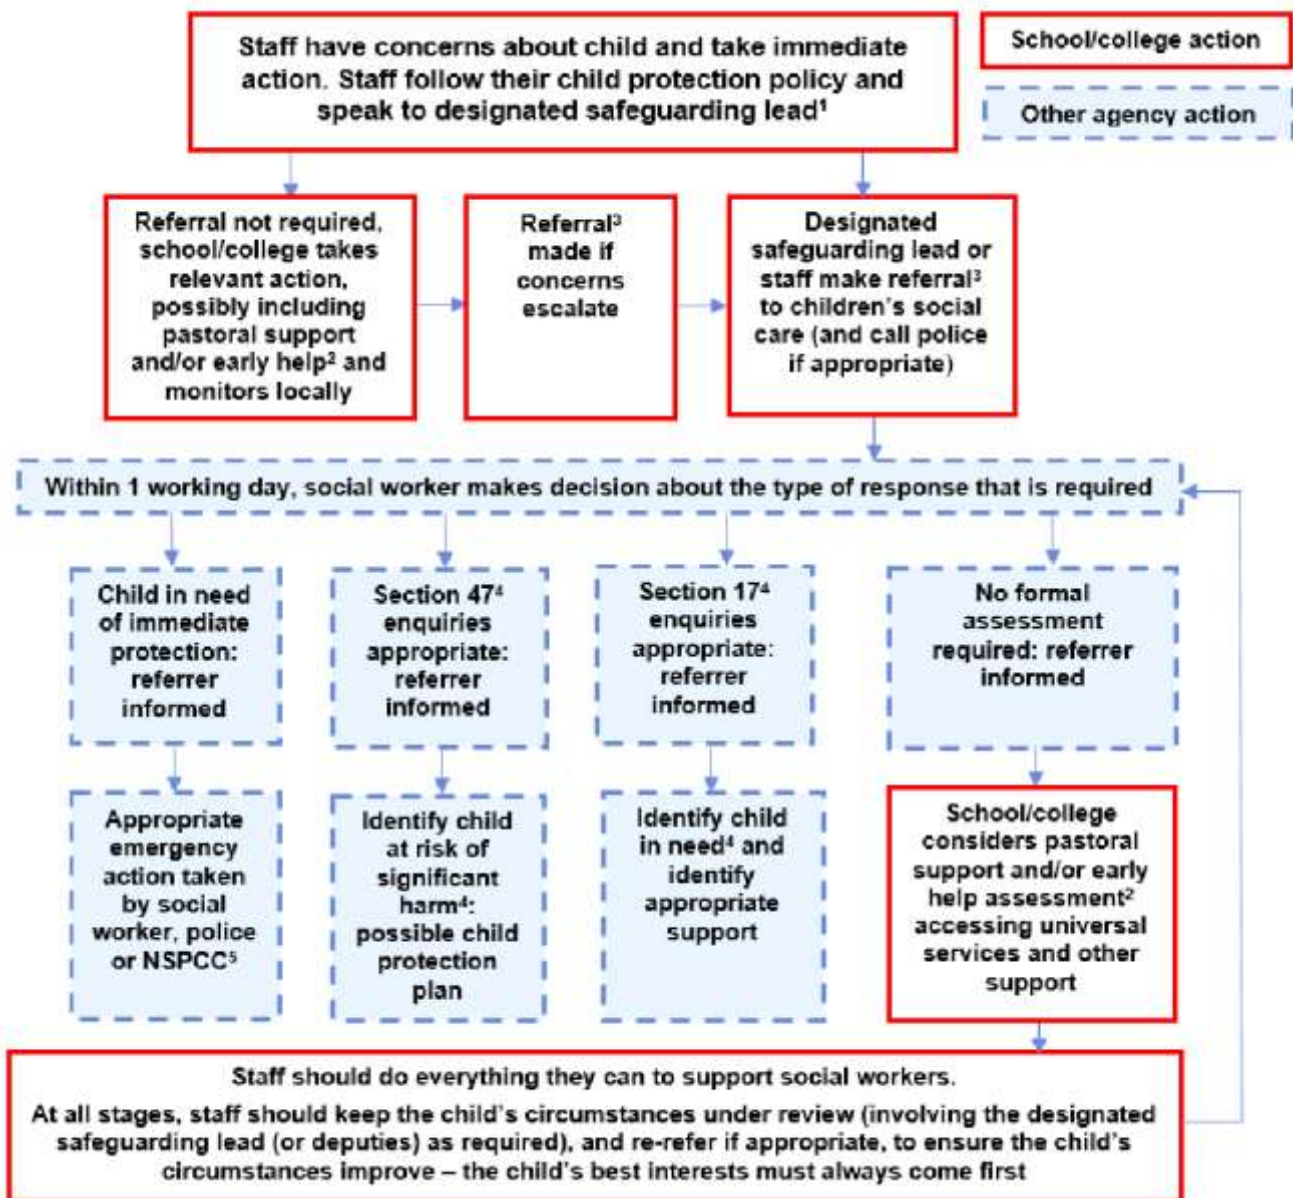 Staff have concerns about child and take immediate
action. Staff follow their child protection policy and
speak to designated safeguarding lead¹
School/college action
Other agency action
Referral not required,
school/college takes
relevant action,
possibly including
pastoral support
and/or early help² and
monitors locally
Referral³
made if
concerns
escalate
Designated
safeguarding lead or
staff make referral³
to children's social
care (and call police
if appropriate)
Within 1 working day, social worker makes decision about the type of response that is required
Child in need
of immediate
protection:
referrer
informed
Section 47⁴
enquiries
appropriate:
referrer
informed
Section 17⁴
enquiries
appropriate:
referrer
informed
No formal
assessment
required: referrer
informed
Appropriate
emergency
action taken
by social
worker, police
or NSPCC⁵
Identify child
at risk of
significant
harm⁴:
possible child
protection
plan
Identify child
in need⁴ and
identify
appropriate
support
School/college
considers pastoral
support and/or early
help assessment²
accessing universal
services and other
support
Staff should do everything they can to support social workers.
At all stages, staff should keep the child's circumstances under review (involving the designated
safeguarding lead (or deputies) as required), and re-refer if appropriate, to ensure the child's
circumstances improve – the child's best interests must always come first